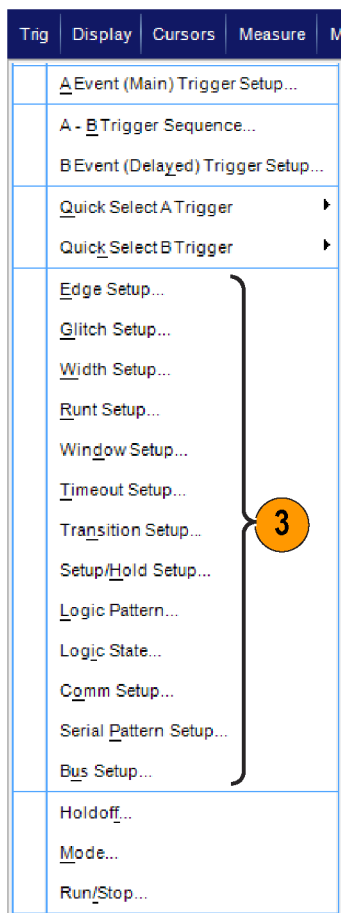 Trig Display Cursors Measure M
A Event (Main) Trigger Setup...
A - B Trigger Sequence...
B Event (Delayed) Trigger Setup...
Quick Select A Trigger
Quick Select B Trigger
Edge Setup...
Glitch Setup...
Width Setup...
Runt Setup...
Window Setup...
Timeout Setup...
Transition Setup...
3
Setup/Hold Setup...
Logic Pattern...
Logic State...
Comm Setup...
Serial Pattern Setup...
Bus Setup...
Holdoff...
Mode...
Run/Stop...